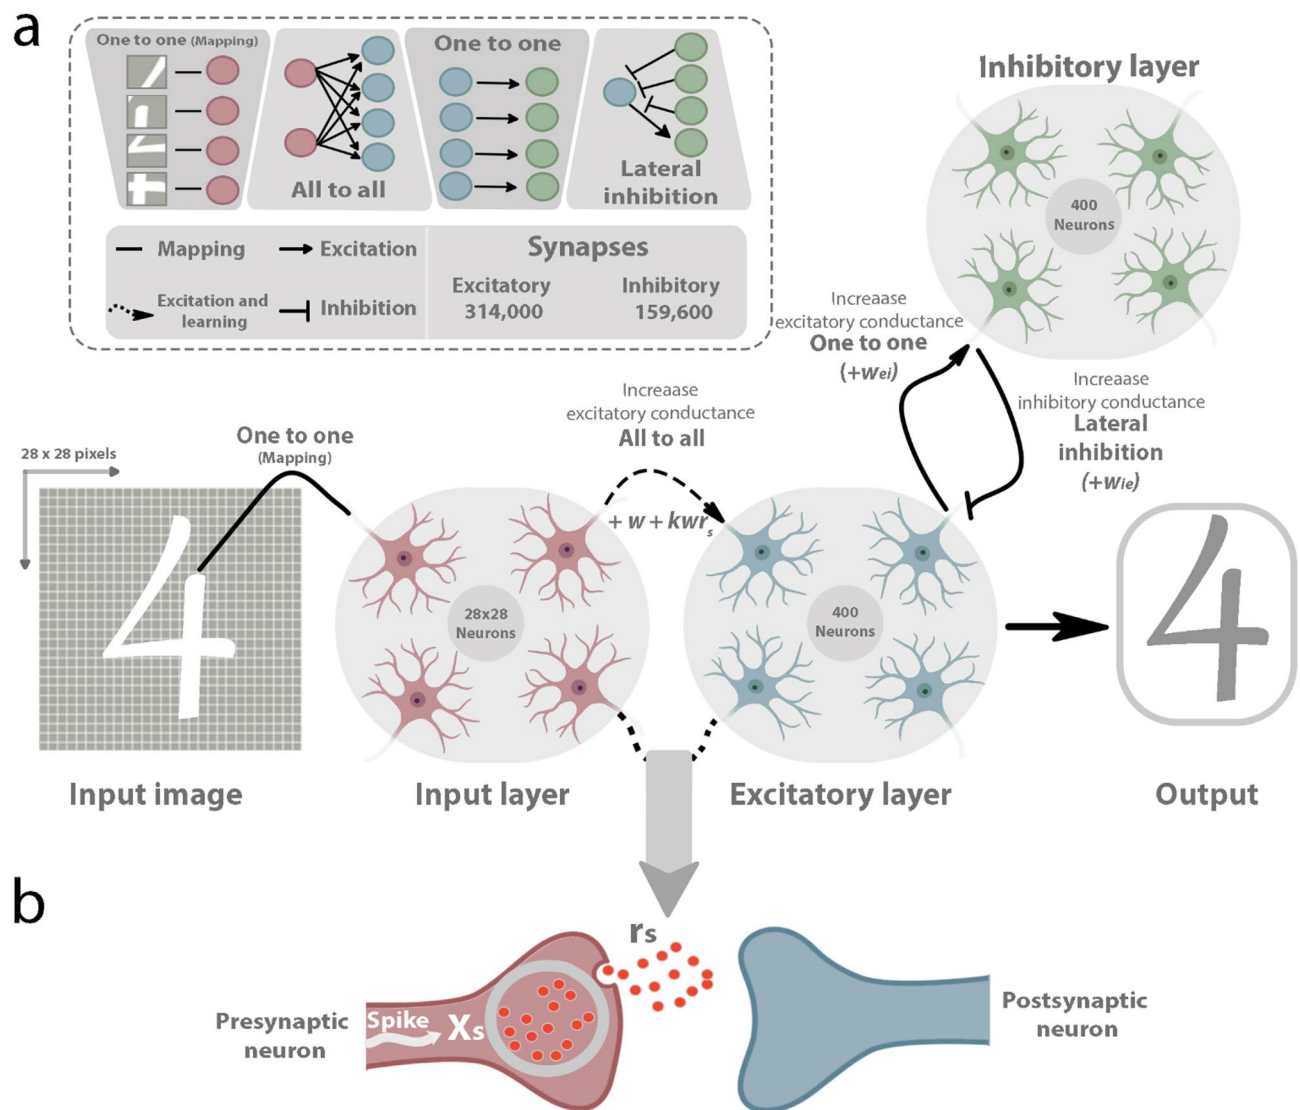 a
One to one (Mapping)
All to all
One to one
Lateral
inhibition
Mapping
Excitation
Excitation and
learning
Inhibition
Synapses
Excitatory
314,000
Inhibitory
159,600
Inhibitory layer
400
Neurons
Increaase
excitatory conductance
One to one
(+wei)
Increaase
inhibitory conductance
Lateral
inhibition
(+wie)
Increaase
excitatory conductance
All to all
+ w + kwrs
One to one
(Mapping)
28 x 28 pixels
4
28x28
Neurons
400
Neurons
4
Input image
Input layer
Excitatory layer
Output
b
rs
Presynaptic
neuron
Spike
Xs
Postsynaptic
neuron